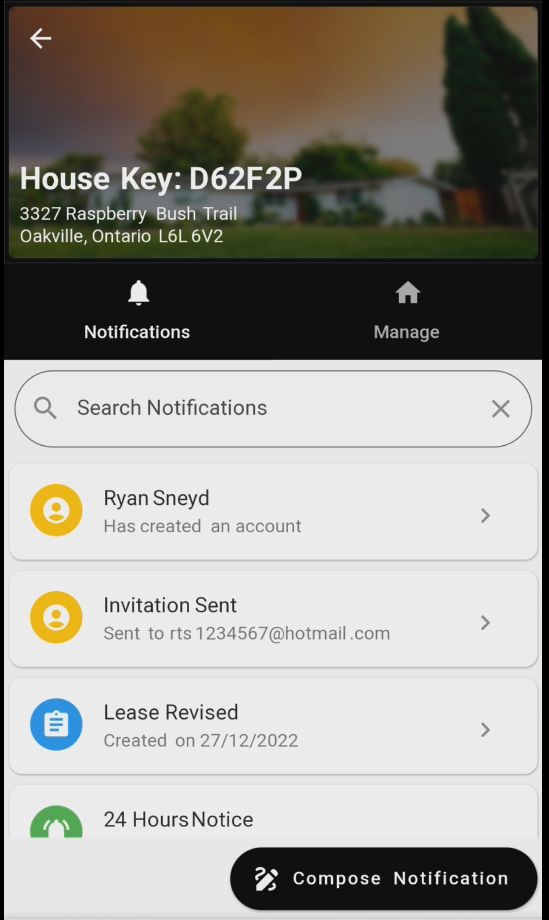 House Key: D62F2P
3327 Raspberry Bush Trail
Oakville, Ontario L6L 6V2
Notifications
Manage
Search Notifications
Ryan Sneyd
Has created an account
Invitation Sent
Sent to rts1234567@hotmail.com
Lease Revised
Created on 27/12/2022
24 Hours Notice
Compose Notification